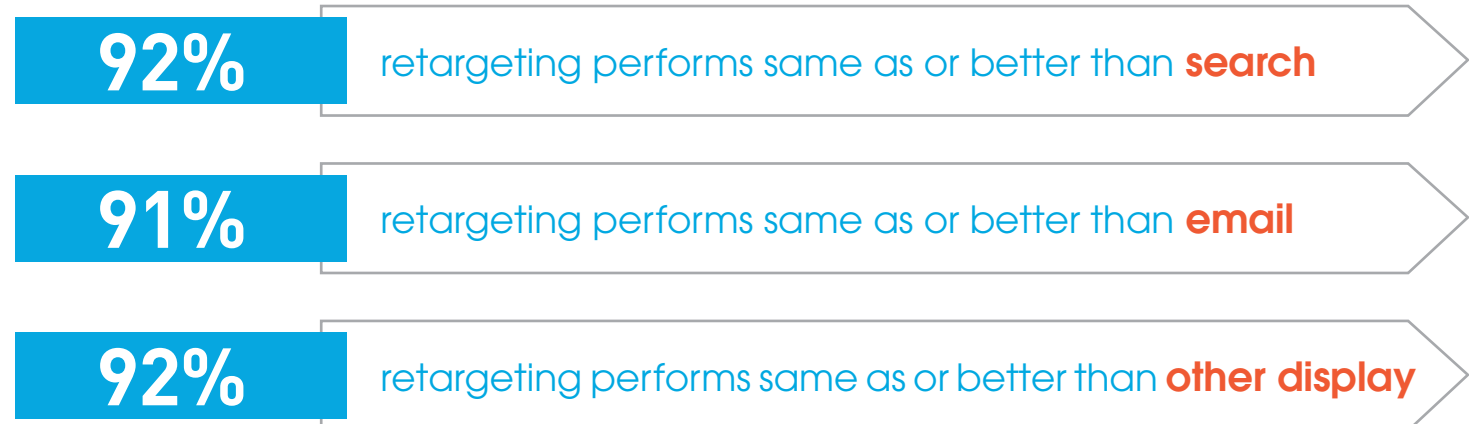 92% retargeting performs same as or better than search
91% retargeting performs same as or better than email
92% retargeting performs same as or better than other display